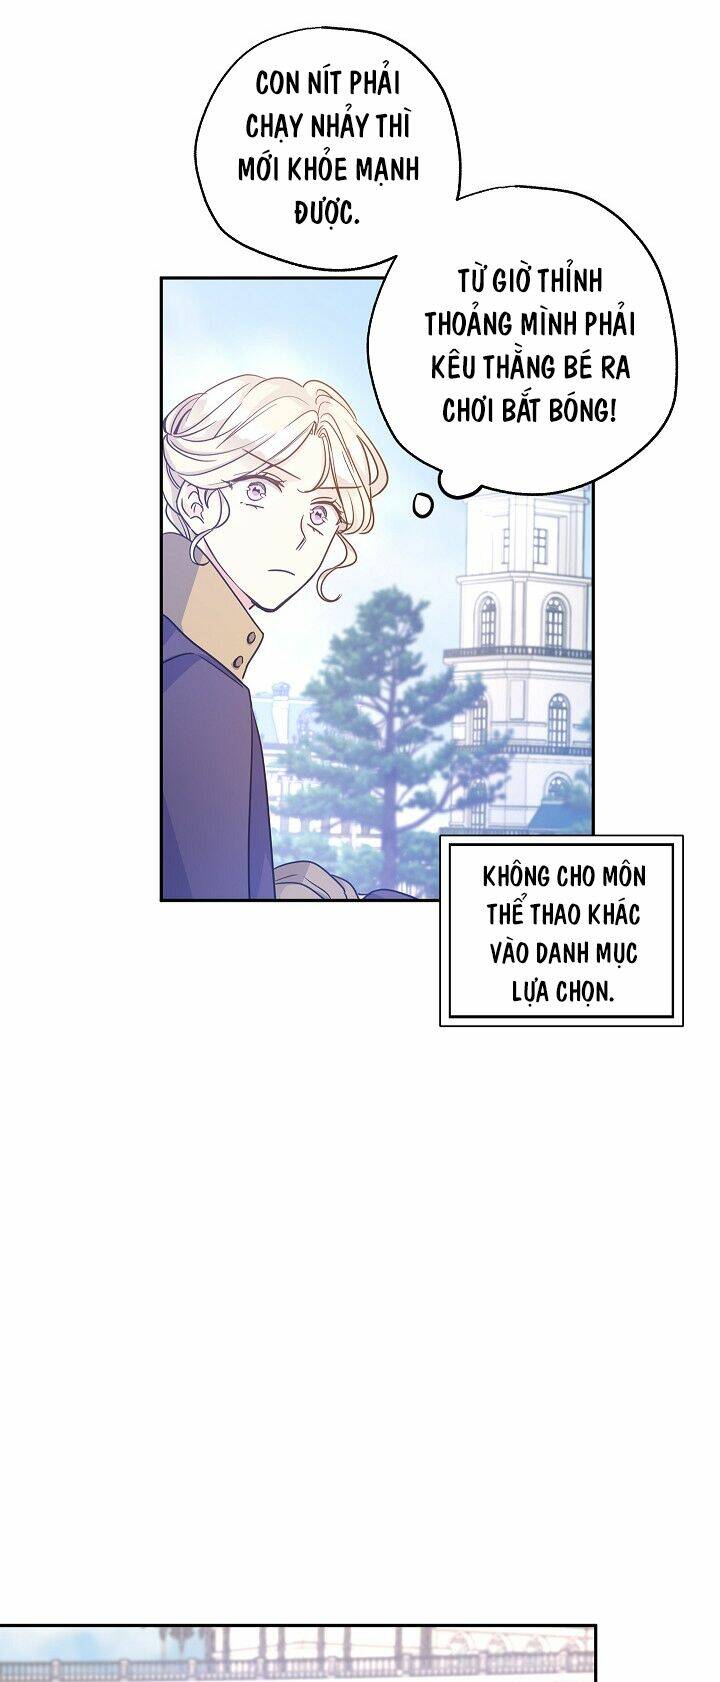 CON NÍT PHẢI
CHẠY NHẢY THÌ
MỚI KHỎE MẠNH
ĐƯỢC.
TỪ GIỜ THỈNH
THOẢNG MÌNH PHẢI
KÊU THẰNG BÉ RA
CHƠI BẮT BÓNG!
KHÔNG CHO MÔN
THỂ THAO KHÁC
VÀO DANH MỤC
LỰA CHỌN.